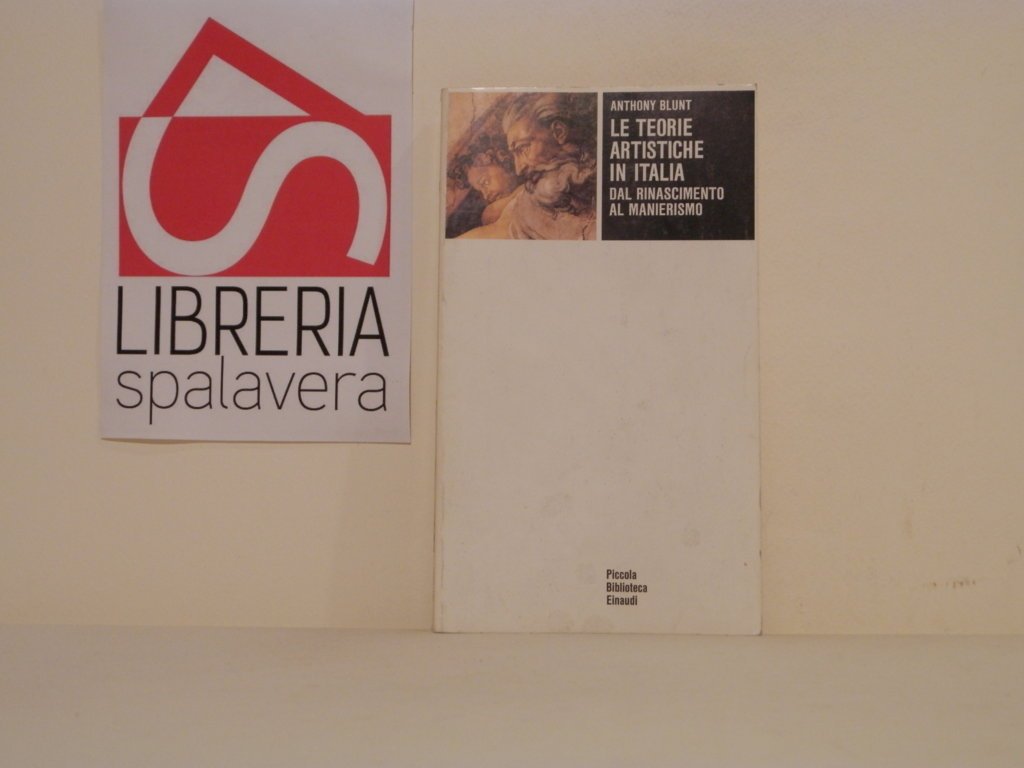 LIBRERIA
spalavera
ANTHONY BLUNT
LE TEORIE
ARTISTICHE
IN ITALIA
DAL RINASCIMENTO
AL MANIERISMO
Piccola
Biblioteca
Einaudi